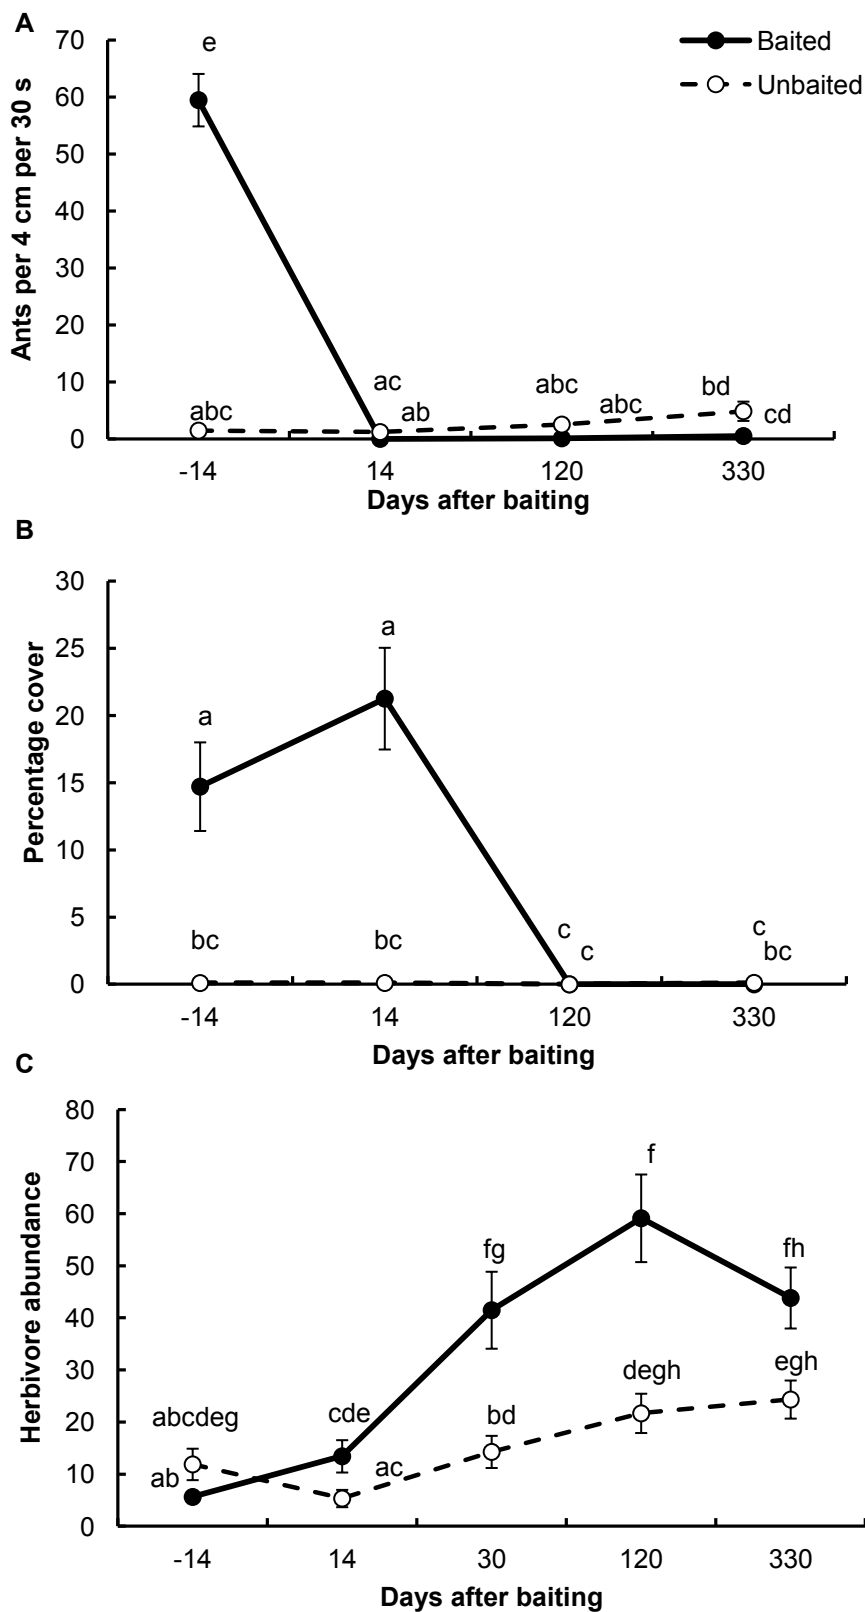 A
Ants per 4 cm per 30 s
70
60
50
40
30
20
10
0
e
Baited
Unbaited
abc
ac
ab
abc
abc
bd
cd
-14 14 120 330
Days after baiting
B
Percentage cover
30
25
20
15
10
5
0
a
a
bc
bc
c
c
c
bc
-14 14 120 330
Days after baiting
C
Herbivore abundance
80
70
60
50
40
30
20
10
0
abcdeg
ab
cde
ac
fg
bd
f
degh
fh
egh
-14 14 30 120 330
Days after baiting